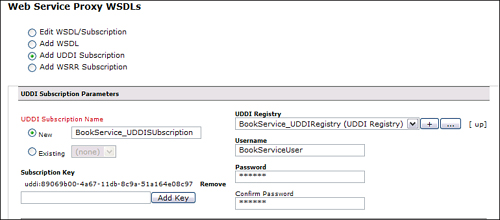 Web Service Proxy WSDLs
Edit WSDL/Subscription
Add WSDL
Add UDDI Subscription
Add WSRR Subscription
UDDI Subscription Parameters
UDDI Subscription Name
New BookService_UDDISUbscription
Existing (none)
Subscription Key
uddi:89069b00-4a67-11db-8c9a-51a164e08c97 Remove
Add Key
UDDI Registry
BookService_UDDIRegistry (UDDI Registry) + ... [ up]
Username
BookServiceUser
Password
******
Confirm Password
******